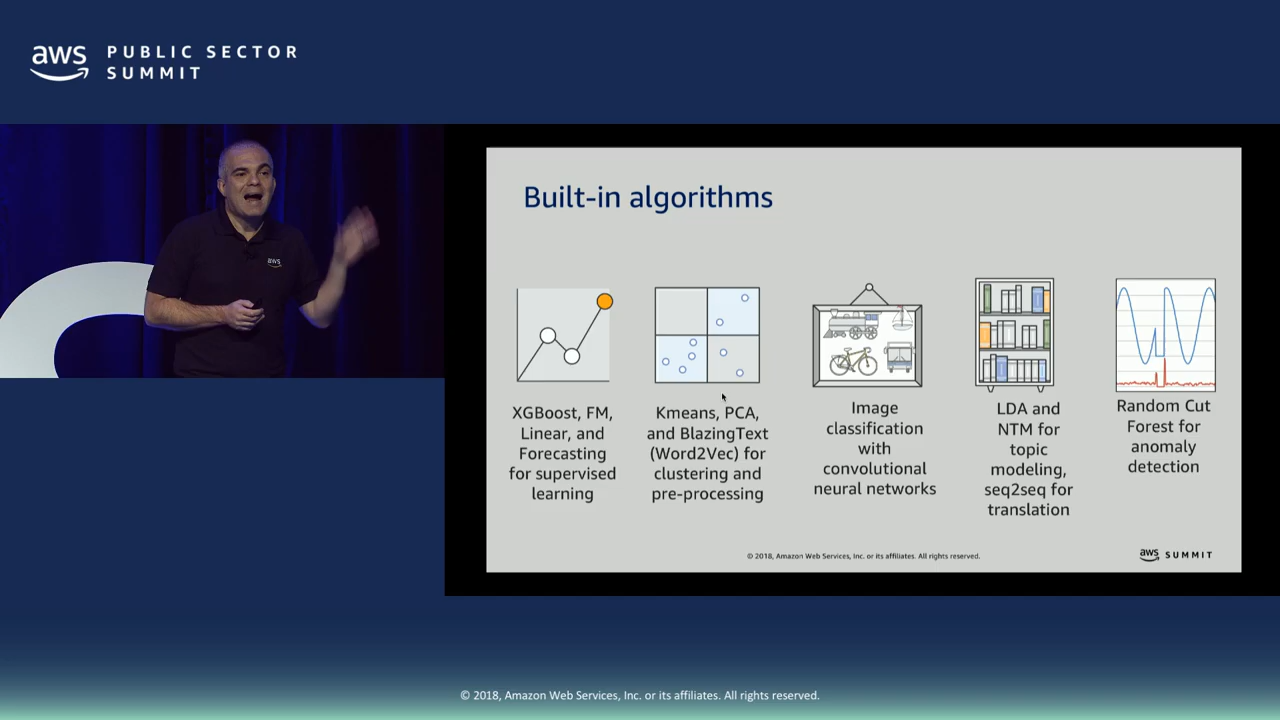 aws PUBLIC SECTOR
SUMMIT
aws
Built-in algorithms
XGBoost, FM,
Linear, and
Forecasting
for supervised
learning
Kmeans, PCA,
and BlazingText
(Word2Vec) for
clustering and
pre-processing
Image
classification
with
convolutional
neural networks
LDA and
NTM for
topic
modeling,
seq2seq for
translation
Random Cut
Forest for
anomaly
detection
© 2018, Amazon Web Services, Inc. or its affiliates. All rights reserved.
aws SUMMIT
© 2018, Amazon Web Services, Inc. or its affiliates. All rights reserved.